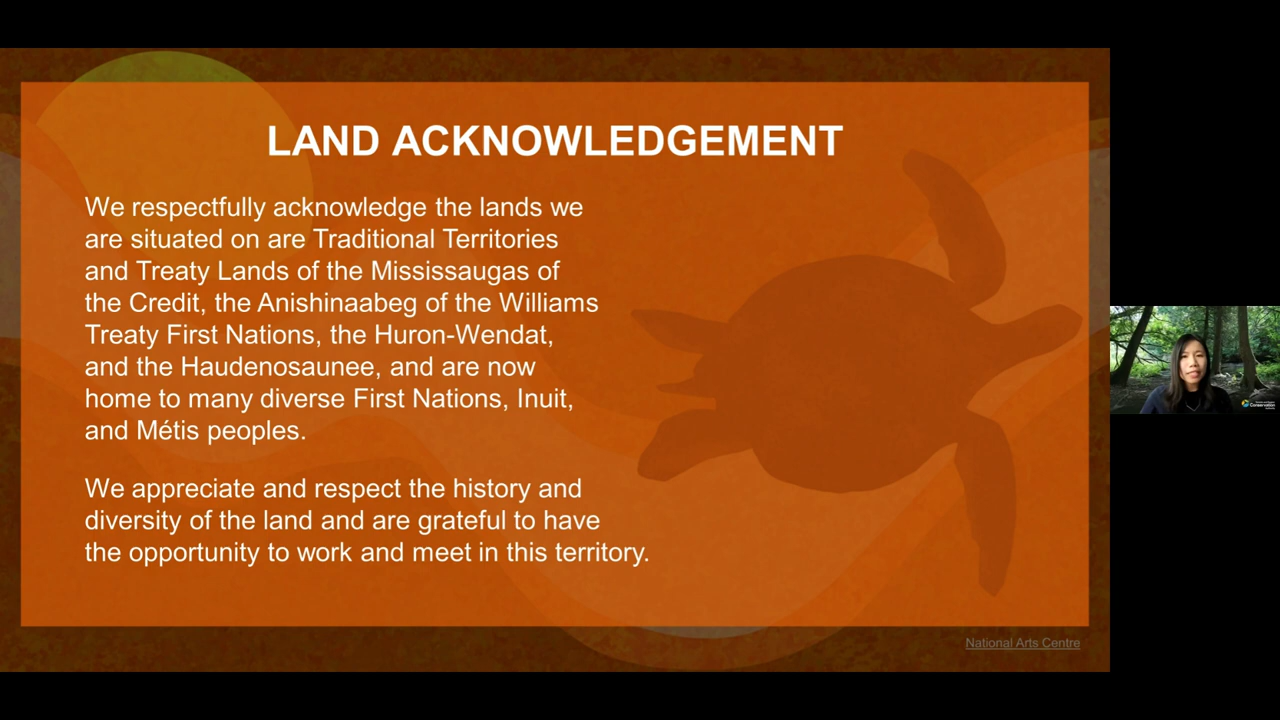 LAND ACKNOWLEDGEMENT
We respectfully acknowledge the lands we
are situated on are Traditional Territories
and Treaty Lands of the Mississaugas of
the Credit, the Anishinaabeg of the Williams
Treaty First Nations, the Huron-Wendat,
and the Haudenosaunee, and are now
home to many diverse First Nations, Inuit,
and Métis peoples.
We appreciate and respect the history and
diversity of the land and are grateful to have
the opportunity to work and meet in this territory.
National Arts Centre
Conservation